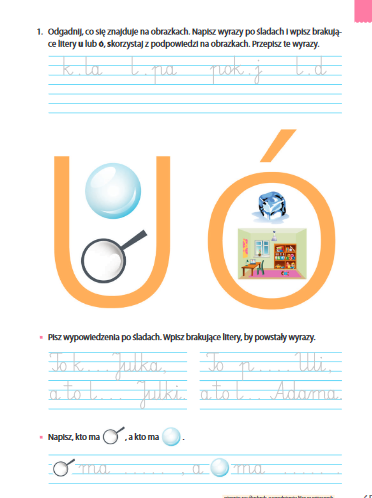 1. Odgadnij, co się znajduje na obrazkach. Napisz wyrazy po śladach i wpisz brakują-
ce litery u lub ó, skorzystaj z podpowiedzi na obrazkach. Przepisz te wyrazy.
k.la l.pa pok.j l.d
U Ó
• Pisz wypowiedzenia po śladach. Wpisz brakujące litery, by powstały wyrazy.
To k... Julka, To p.... Uli,
a to l... Julki. a to l... Adama.
• Napisz, kto ma , a kto ma .
ma ......, a ma ......